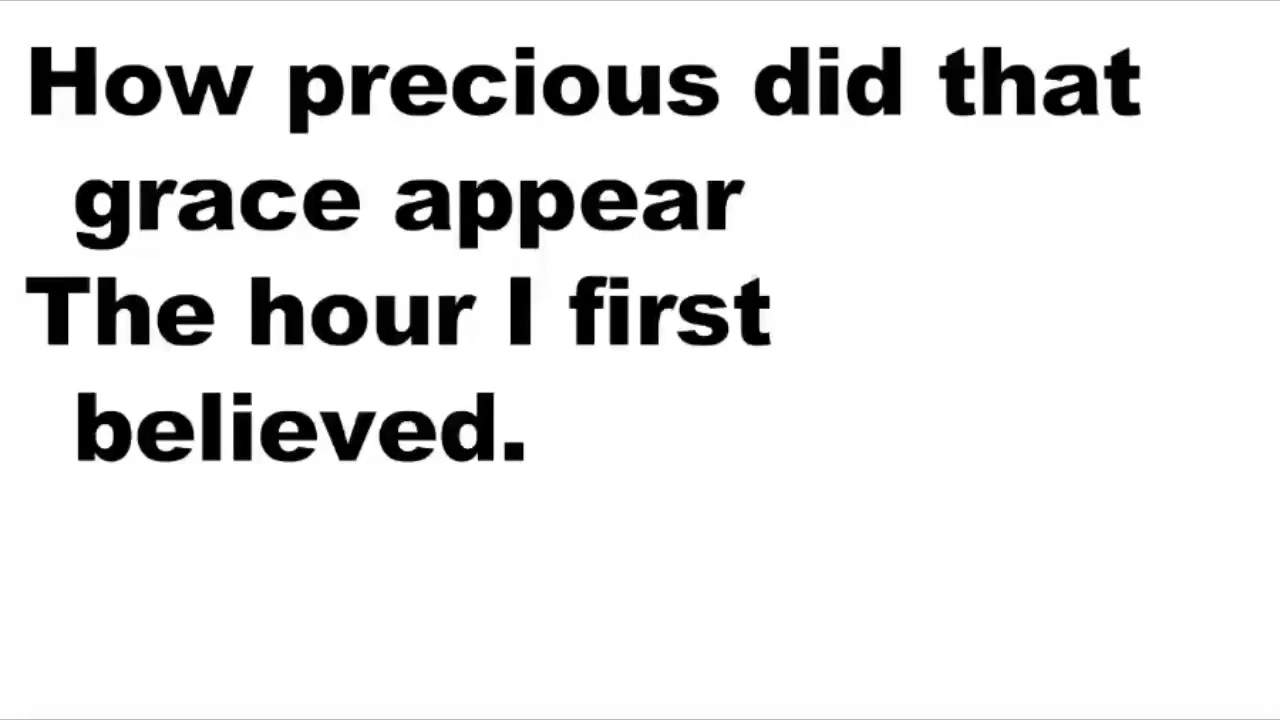 How precious did that
grace appear
The hour I first
believed.